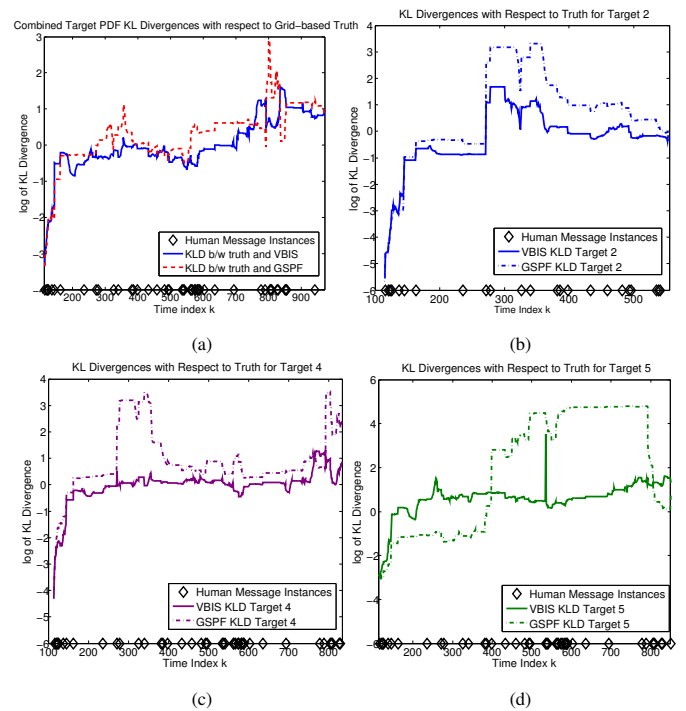 Combined Target PDF KL Divergences with respect to Grid-based Truth
3
2
1
0
−1
−2
−3
−4
log of KL Divergence
100 200 300 400 500 600 700 800 900
Time index k
Human Message Instances
KLD b/w truth and VBIS
KLD b/w truth and GSPF
(a)
KL Divergences with Respect to Truth for Target 2
4
3
2
1
0
−1
−2
−3
−4
−5
−6
log of KL Divergence
100 200 300 400 500
Time Index k
Human Message Instances
VBIS KLD Target 2
GSPF KLD Target 2
(b)
KL Divergences with Respect to Truth for Target 4
4
3
2
1
0
−1
−2
−3
−4
−5
−6
log of KL Divergence
100 200 300 400 500 600 700 800
Time Index k
Human Message Instances
VBIS KLD Target 4
GSPF KLD Target 4
(c)
KL Divergences with Respect to Truth for Target 5
6
4
2
0
−2
−4
−6
log of KL Divergence
200 300 400 500 600 700 800
Time Index k
Human Message Instances
VBIS KLD Target 5
GSPF KLD Target 5
(d)